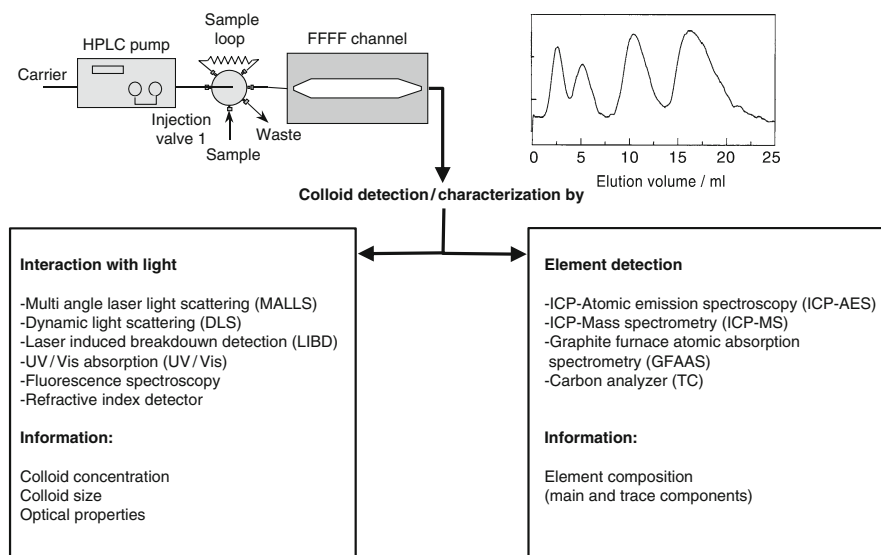 Sample
loop
HPLC pump
FFFF channel
Carrier
Injection
valve 1
Waste
Sample
0 5 10 15 20 25
Elution volume / ml
Colloid detection/characterization by
Interaction with light
-Multi angle laser light scattering (MALLS)
-Dynamic light scattering (DLS)
-Laser induced breakdouwn detection (LIBD)
-UV/Vis absorption (UV/Vis)
-Fluorescence spectroscopy
-Refractive index detector
Information:
Colloid concentration
Colloid size
Optical properties
Element detection
-ICP-Atomic emission spectroscopy (ICP-AES)
-ICP-Mass spectrometry (ICP-MS)
-Graphite furnace atomic absorption
spectrometry (GFAAS)
-Carbon analyzer (TC)
Information:
Element composition
(main and trace components)